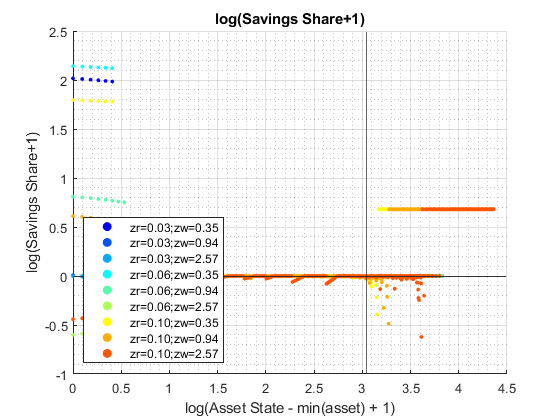 log(Savings Share+1)
2.5
2
1.5
1
0.5
0
-0.5
-1
log(Savings Share+1)
zr=0.03;zw=0.35
zr=0.03;zw=0.94
zr=0.03;zw=2.57
zr=0.06;zw=0.35
zr=0.06;zw=0.94
zr=0.06;zw=2.57
zr=0.10;zw=0.35
zr=0.10;zw=0.94
zr=0.10;zw=2.57
0 0.5 1 1.5 2 2.5 3 3.5 4 4.5
log(Asset State - min(asset) + 1)